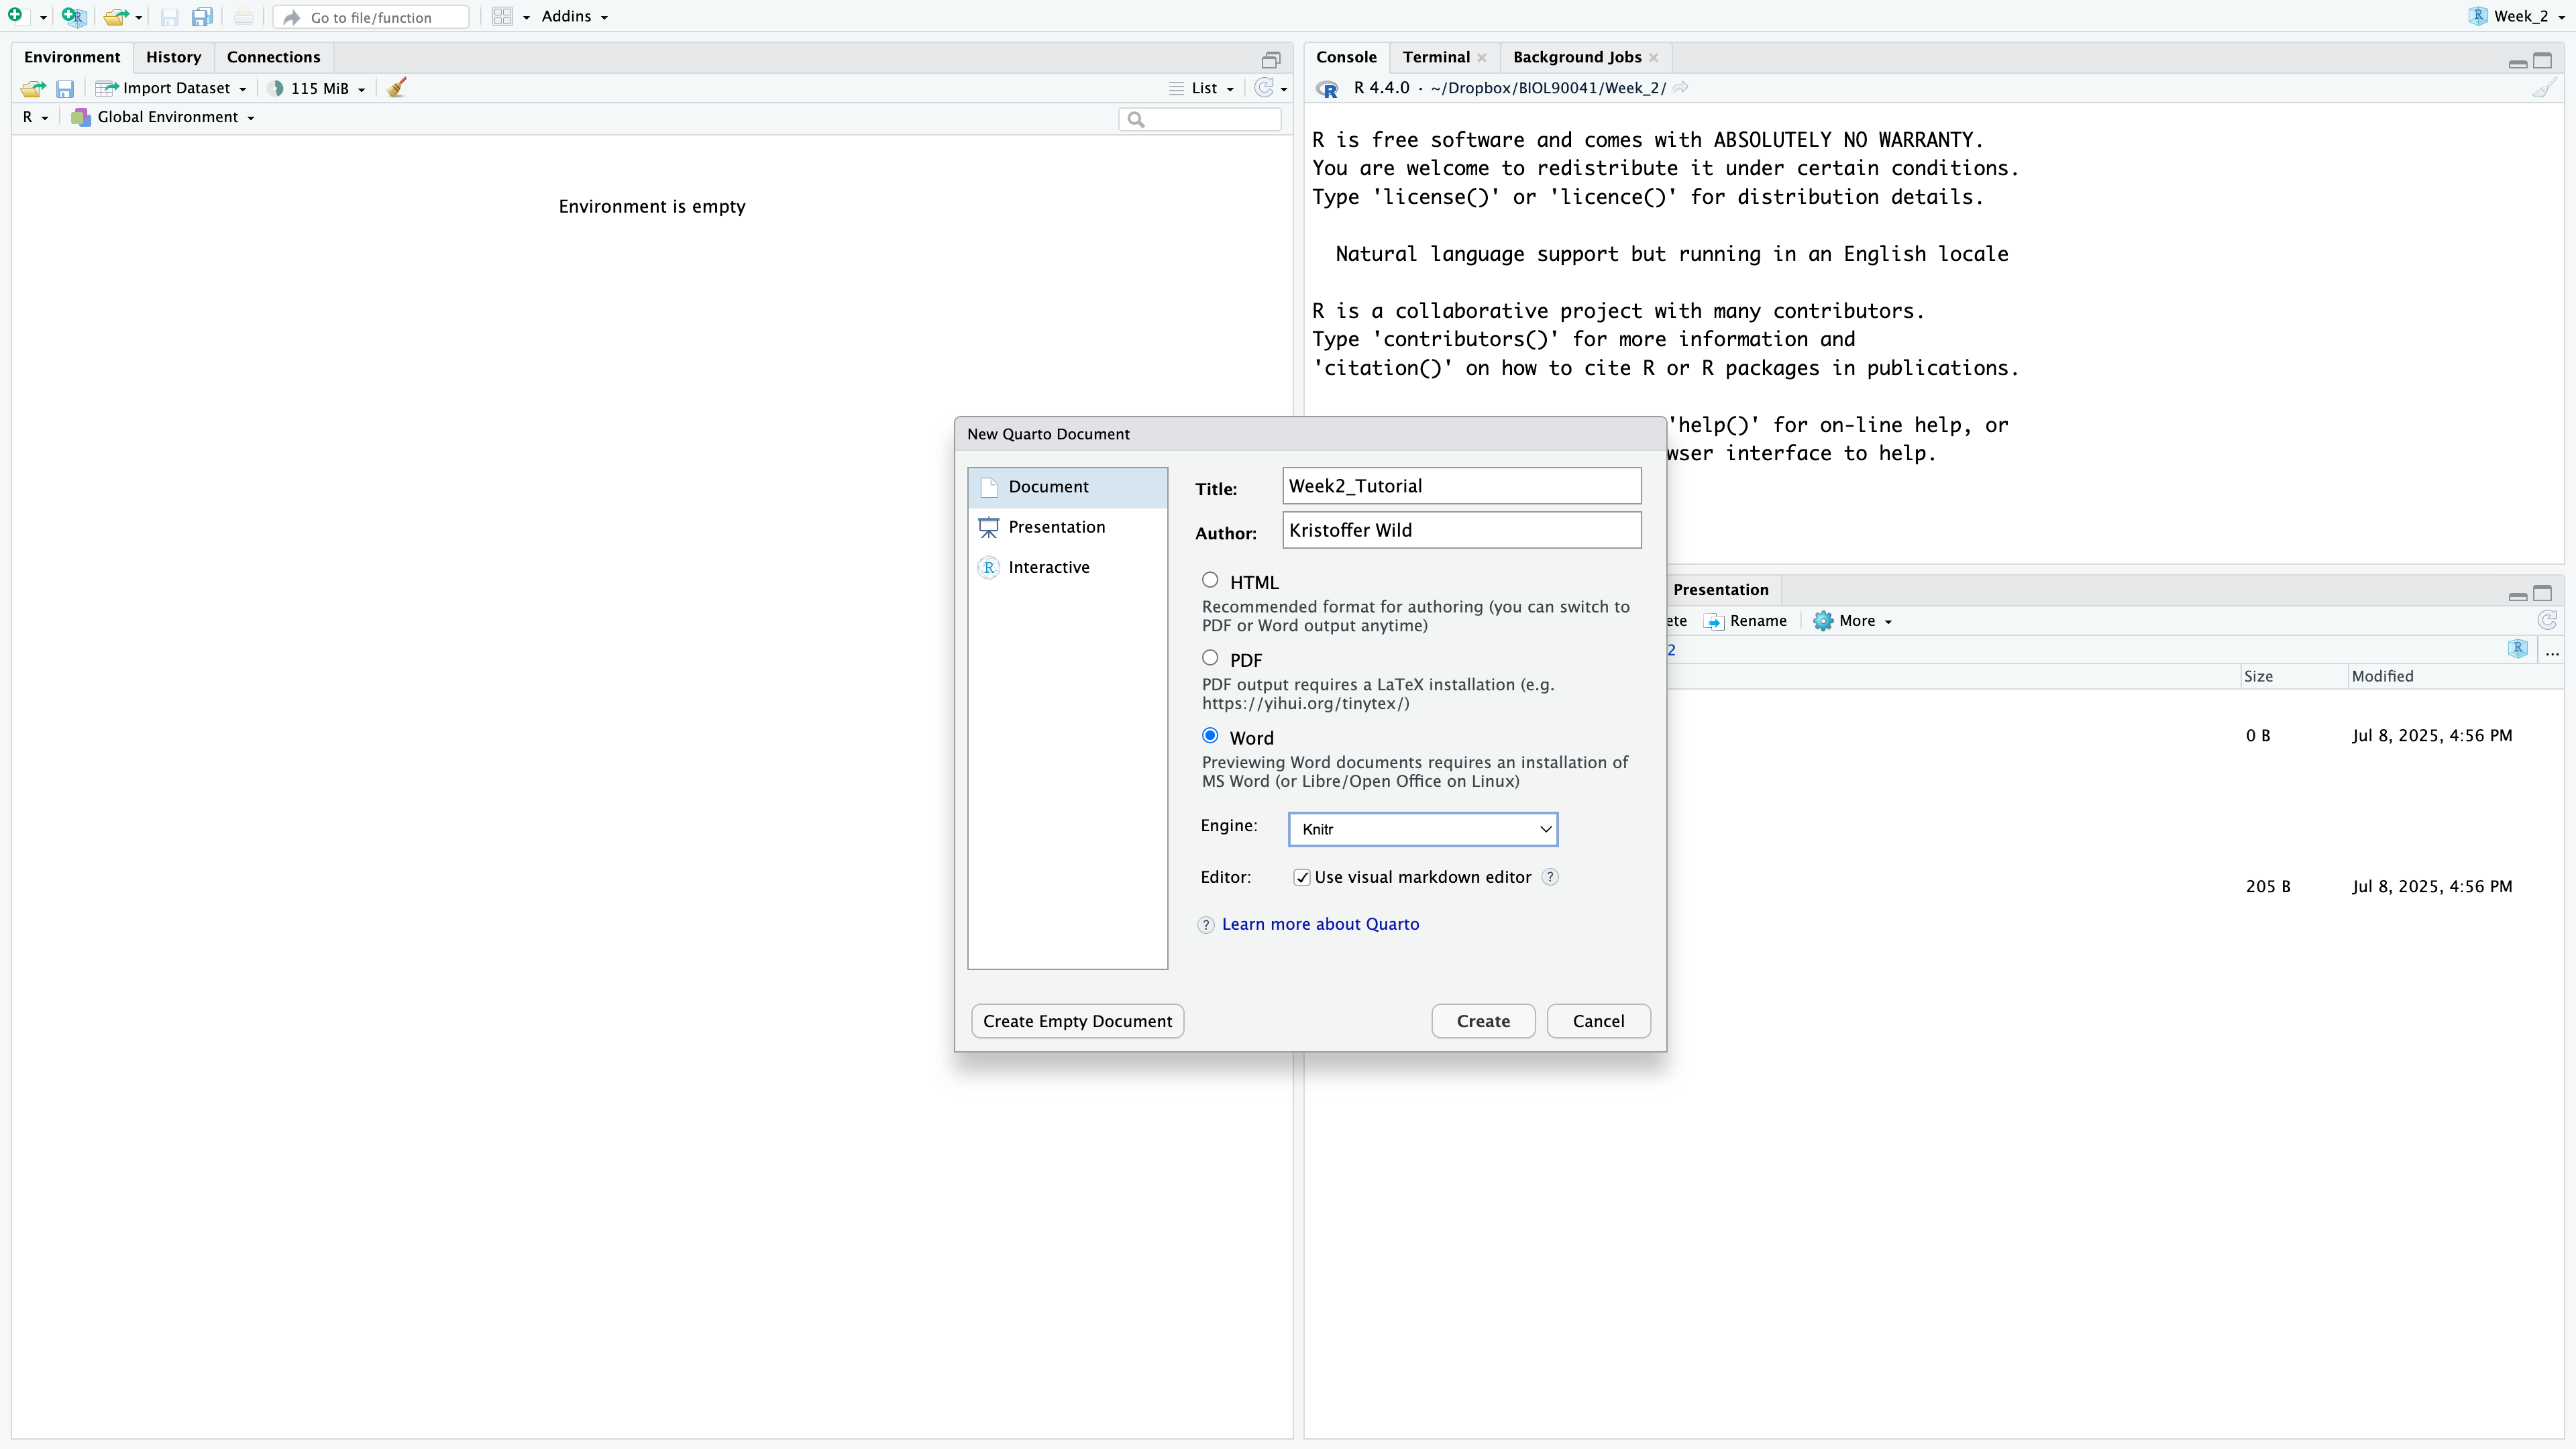 Go to file/function
Addins
Week_2
Environment History Connections
Import Dataset 115 MiB List
R Global Environment
Environment is empty
Console Terminal Background Jobs
R 4.4.0 · ~/Dropbox/BIOL90041/Week_2/
R is free software and comes with ABSOLUTELY NO WARRANTY.
You are welcome to redistribute it under certain conditions.
Type 'license()' or 'licence()' for distribution details.
Natural language support but running in an English locale
R is a collaborative project with many contributors.
Type 'contributors()' for more information and
'citation()' on how to cite R or R packages in publications.
'help()' for on-line help, or
wser interface to help.
New Quarto Document
Document
Presentation
Interactive
Title: Week2_Tutorial
Author: Kristoffer Wild
HTML
Recommended format for authoring (you can switch to
PDF or Word output anytime)
PDF
PDF output requires a LaTeX installation (e.g.
https://yihui.org/tinytex/)
Word
Previewing Word documents requires an installation of
MS Word (or Libre/Open Office on Linux)
Engine: Knitr
Editor: Use visual markdown editor ?
? Learn more about Quarto
Create Empty Document Create Cancel
Presentation
ete Rename More
2 R ...
Size Modified
0 B Jul 8, 2025, 4:56 PM
205 B Jul 8, 2025, 4:56 PM